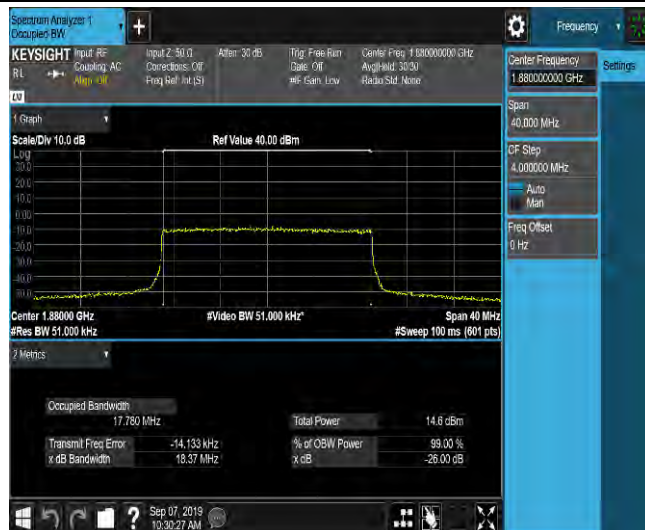 Spectrum Analyzer 1
Occupied BW
Frequency
KEYSIGHT
Input: RF
Coupling: AC
Align: Off
Input Z: 50 Ω
Corrections: Off
Freq Ref: Int (S)
Atten: 30 dB
Trig: Free Run
Gate: Off
#IF Gain: Low
Center Freq: 1.880000000 GHz
Avg|Hold: 30/30
Radio Std: None
RL
Center Frequency
1.880000000 GHz
Settings
Span
40.000 MHz
CF Step
4.000000 MHz
Auto
Man
Freq Offset
0 Hz
1 Graph
Scale/Div 10.0 dB
Ref Value 40.00 dBm
Log
30.0
20.0
10.0
0.00
-10.0
-20.0
-30.0
-40.0
-50.0
Center 1.88000 GHz
#Video BW 51.000 kHz*
Span 40 MHz
#Res BW 51.000 kHz
#Sweep 100 ms (601 pts)
2 Metrics
Occupied Bandwidth
17.780 MHz
Total Power
14.6 dBm
Transmit Freq Error
-14.133 kHz
% of OBW Power
99.00 %
x dB Bandwidth
18.37 MHz
x dB
-26.00 dB
?
Sep 07, 2019
10:30:27 AM